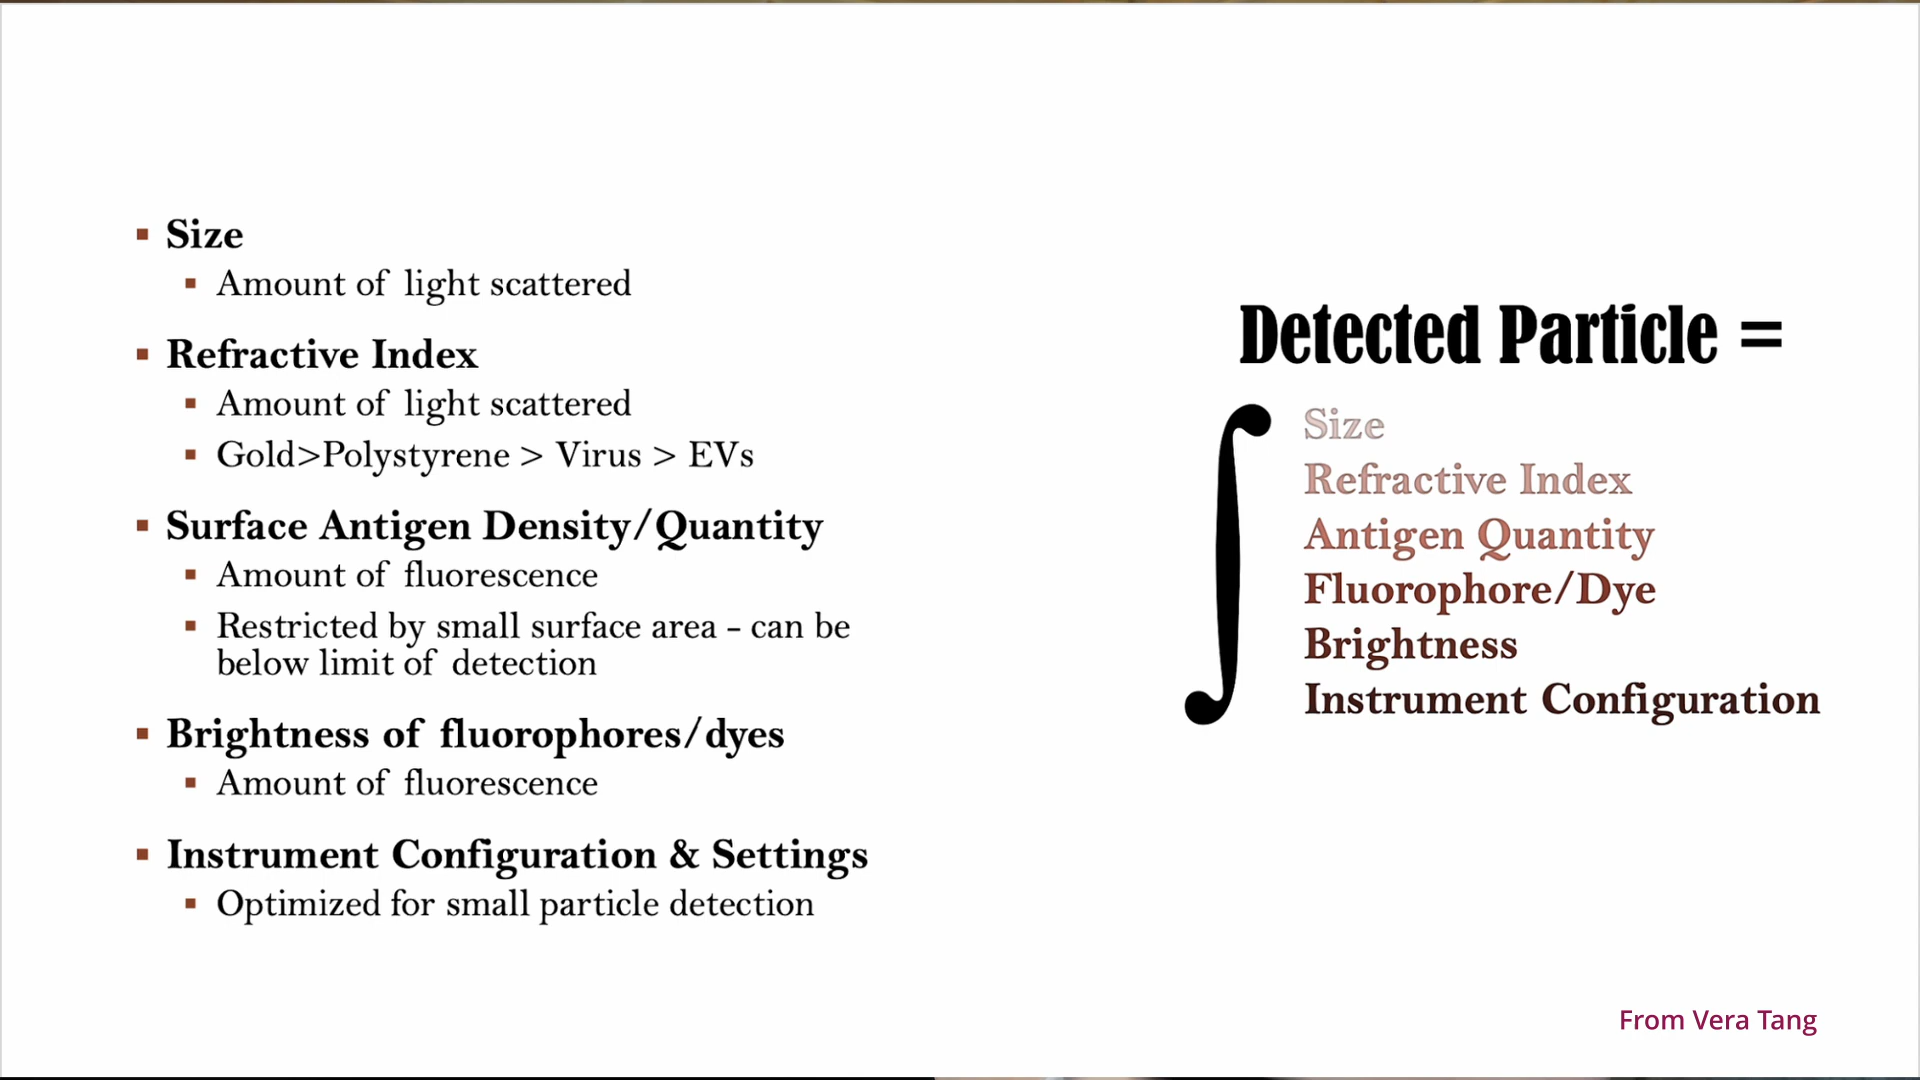 Size
Amount of light scattered
Refractive Index
Amount of light scattered
Gold>Polystyrene > Virus > EVs
Surface Antigen Density/Quantity
Amount of fluorescence
Restricted by small surface area - can be
below limit of detection
Brightness of fluorophores/dyes
Amount of fluorescence
Instrument Configuration & Settings
Optimized for small particle detection
Detected Particle =
∫
Size
Refractive Index
Antigen Quantity
Fluorophore/Dye
Brightness
Instrument Configuration
From Vera Tang